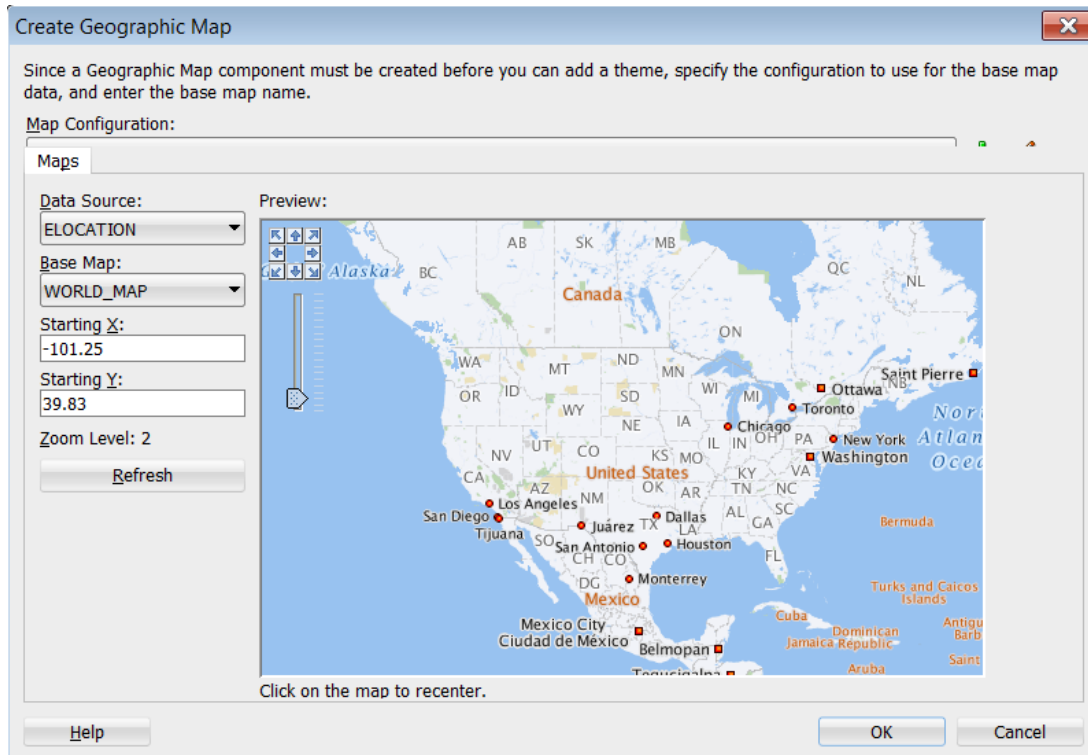 Create Geographic Map
Since a Geographic Map component must be created before you can add a theme, specify the configuration to use for the base map
data, and enter the base map name.
Map Configuration:
Maps
Data Source:
ELOCATION
Base Map:
WORLD_MAP
Starting X:
-101.25
Starting Y:
39.83
Zoom Level: 2
Refresh
Preview:
Alaska
AB
SK
MB
BC
QC
NL
Canada
ON
WA
MT
ND
MN
Saint Pierre
NB
OR
ID
SD
WI
MI
Ottawa
WY
Toronto
Nor
NE
IA
Chicago
NV
UT
CO
KS
MO
IL
IN
OH
PA
New York
Atlan
Washington
Ocea
CA
United States
KY
VA
AZ
NM
OK
AR
TN
NC
Los Angeles
San Diego
Tijuana
Juárez
TX
Dallas
LA
AL
GA
SC
Bermuda
SO
CH
CO
San Antonio
Houston
FL
DG
Monterrey
Mexico
Turks and Caicos
Islands
Cuba
Mexico City
Ciudad de México
Dominican
Republic
Jamaica
Antigu
Barb
Belmopan
Saint
Tegucigalpa
Aruba
Click on the map to recenter.
Help
OK
Cancel